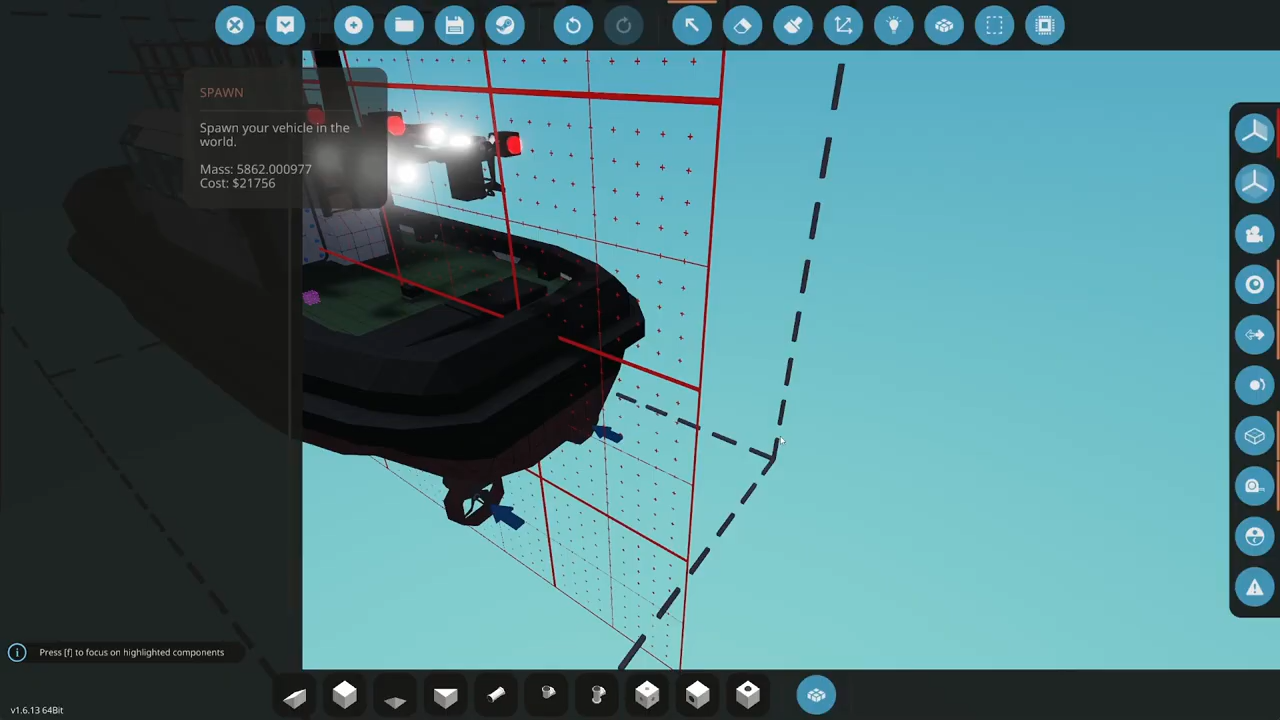 SPAWN
Spawn your vehicle in the
world.
Mass: 5862.000977
Cost: $21756
Press [f] to focus on highlighted components
v1.6.13 64Bit